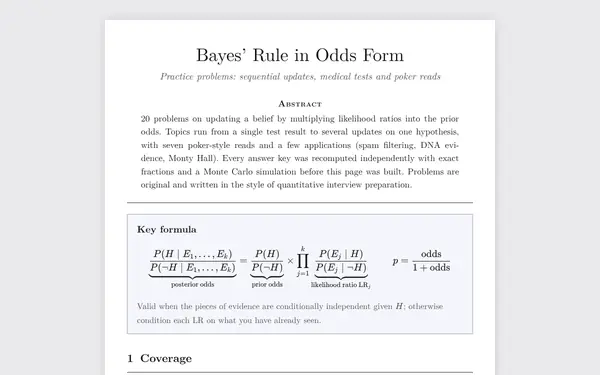 Bayes’ Rule in Odds Form
Practice problems: sequential updates, medical tests and poker reads
Abstract
20 problems on updating a belief by multiplying likelihood ratios into the prior
odds. Topics run from a single test result to several updates on one hypothesis,
with seven poker-style reads and a few applications (spam filtering, DNA evi-
dence, Monty Hall). Every answer key was recomputed independently with exact
fractions and a Monte Carlo simulation before this page was built. Problems are
original and written in the style of quantitative interview preparation.
Key formula
P(H | E₁, . . . , Eₖ) / P(¬H | E₁, . . . , Eₖ) = P(H) / P(¬H) × ∏ⱼ₌₁ᵏ P(Eⱼ | H) / P(Eⱼ | ¬H) p = odds / 1 + odds
posterior odds prior odds likelihood ratio LRⱼ
Valid when the pieces of evidence are conditionally independent given H; otherwise
condition each LR on what you have already seen.
1 Coverage